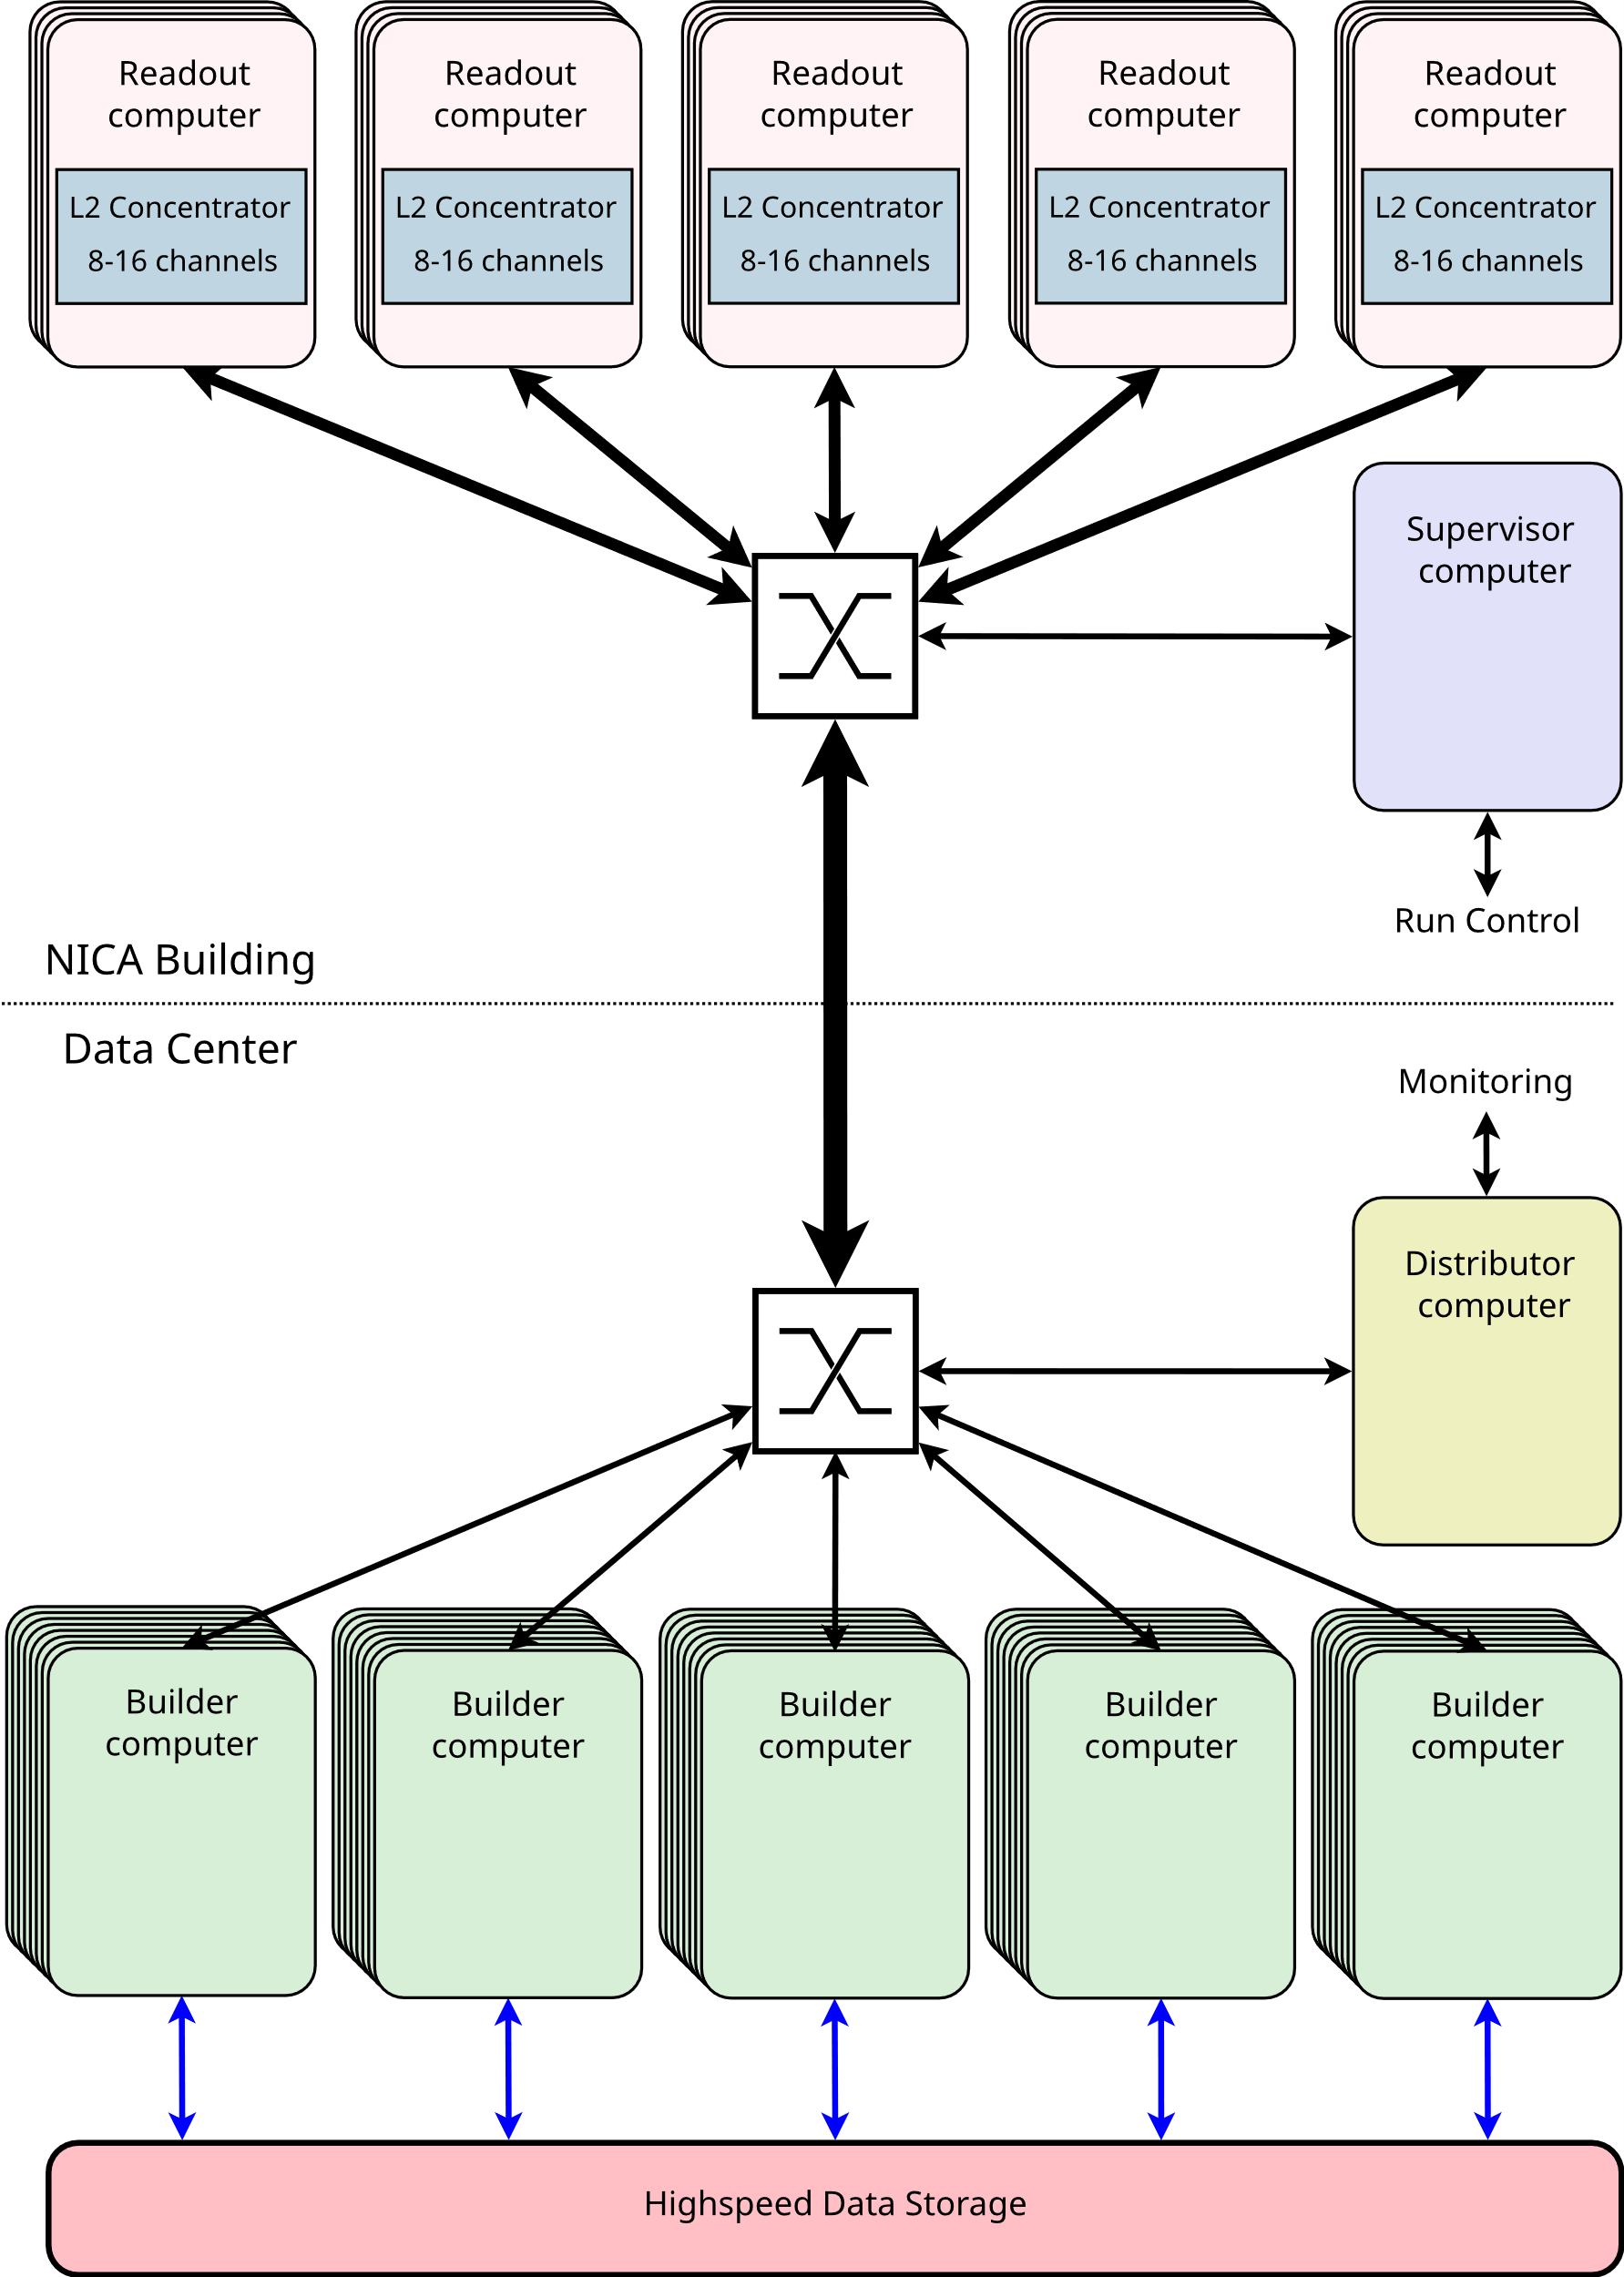 Readout
computer
L2 Concentrator
8-16 channels
Readout
computer
L2 Concentrator
8-16 channels
Readout
computer
L2 Concentrator
8-16 channels
Readout
computer
L2 Concentrator
8-16 channels
Readout
computer
L2 Concentrator
8-16 channels
Supervisor
computer
Run Control
NICA Building
Data Center
Monitoring
Distributor
computer
Builder
computer
Builder
computer
Builder
computer
Builder
computer
Builder
computer
Highspeed Data Storage